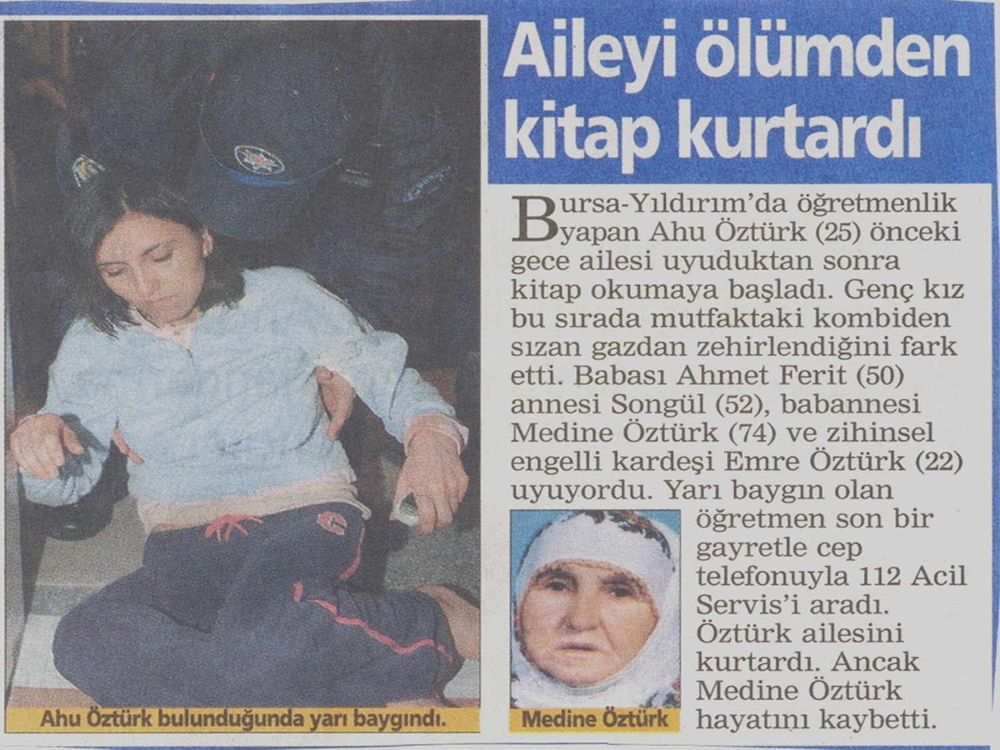 Aileyi ölümden
kitap kurtardı
Bursa-Yıldırım'da öğretmenlik
yapan Ahu Öztürk (25) önceki
gece ailesi uyuduktan sonra
kitap okumaya başladı. Genç kız
bu sırada mutfaktaki kombiden
sızan gazdan zehirlendiğini fark
etti. Babası Ahmet Ferit (50)
annesi Songül (52), babannesi
Medine Öztürk (74) ve zihinsel
engelli kardeşi Emre Öztürk (22)
uyuyordu. Yarı baygın olan
öğretmen son bir
gayretle cep
telefonuyla 112 Acil
Servis'i aradı.
Öztürk ailesini
kurtardı. Ancak
Medine Öztürk
hayatını kaybetti.
Ahu Öztürk bulunduğunda yarı baygındı.
Medine Öztürk